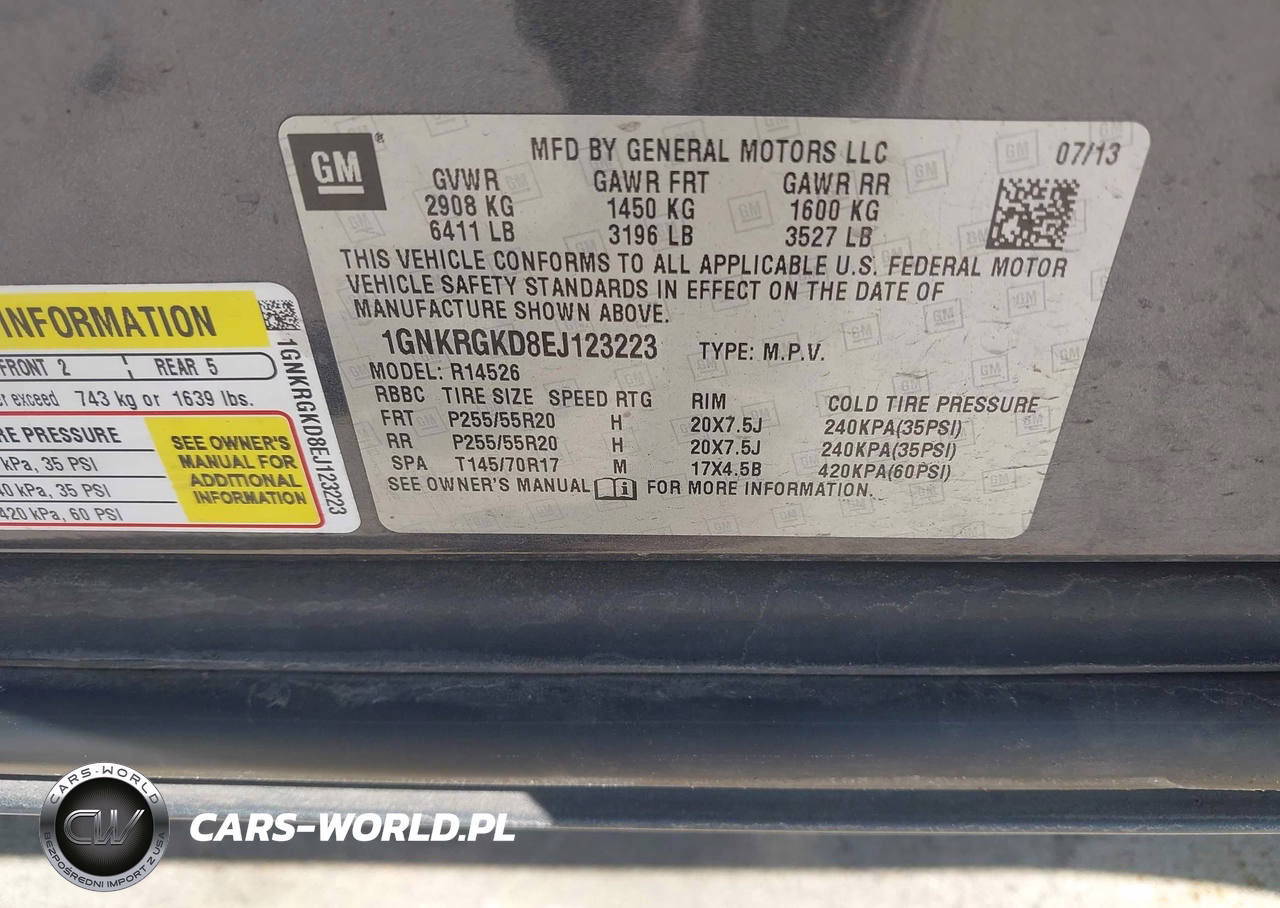 GM
MFD BY GENERAL MOTORS LLC 07/13
GVWR GAWR FRT GAWR RR
2908 KG 1450 KG 1600 KG
6411 LB 3196 LB 3527 LB
THIS VEHICLE CONFORMS TO ALL APPLICABLE U.S. FEDERAL MOTOR
VEHICLE SAFETY STANDARDS IN EFFECT ON THE DATE OF
MANUFACTURE SHOWN ABOVE.
1GNKRGKD8EJ123223 TYPE: M.P.V.
MODEL: R14526
RBBC TIRE SIZE SPEED RTG RIM COLD TIRE PRESSURE
FRT P255/55R20 H 20X7.5J 240KPA(35PSI)
RR P255/55R20 H 20X7.5J 240KPA(35PSI)
SPA T145/70R17 M 17X4.5B 420KPA(60PSI)
SEE OWNER'S MANUAL FOR MORE INFORMATION.
INFORMATION
FRONT 2 REAR 5
exceed 743 kg or 1639 lbs.
RE PRESSURE
kPa, 35 PSI
40 kPa, 35 PSI
420 kPa, 60 PSI
SEE OWNER'S
MANUAL FOR
ADDITIONAL
INFORMATION
1GNKRGKD8EJ123223
CARS-WORLD
CW
BEZPOŚREDNI IMPORT Z USA
CARS-WORLD.PL